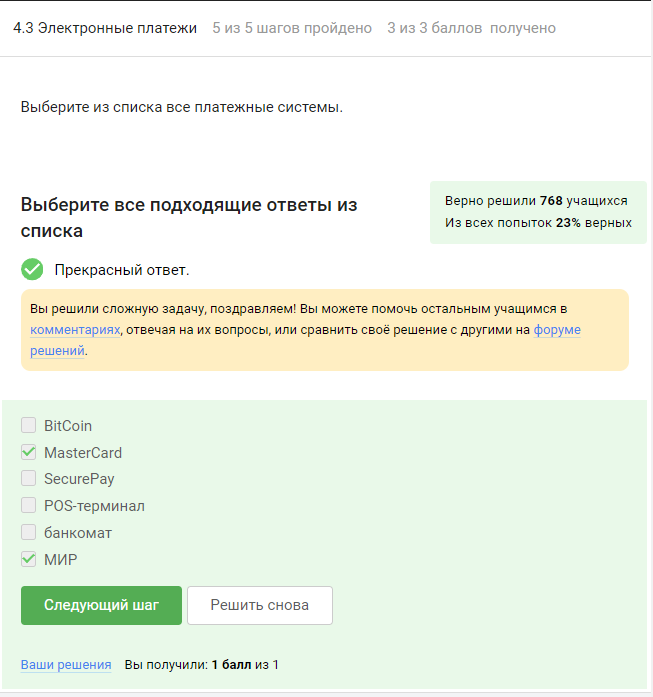 4.3 Электронные платежи 5 из 5 шагов пройдено 3 из 3 баллов получено
Выберите из списка все платежные системы.
Выберите все подходящие ответы из
списка
Верно решили 768 учащихся
Из всех попыток 23% верных
Прекрасный ответ.
Вы решили сложную задачу, поздравляем! Вы можете помочь остальным учащимся в
комментариях, отвечая на их вопросы, или сравнить своё решение с другими на форуме
решений.
BitCoin
MasterCard
SecurePay
POS-терминал
банкомат
МИР
Следующий шаг Решить снова
Ваши решения Вы получили: 1 балл из 1